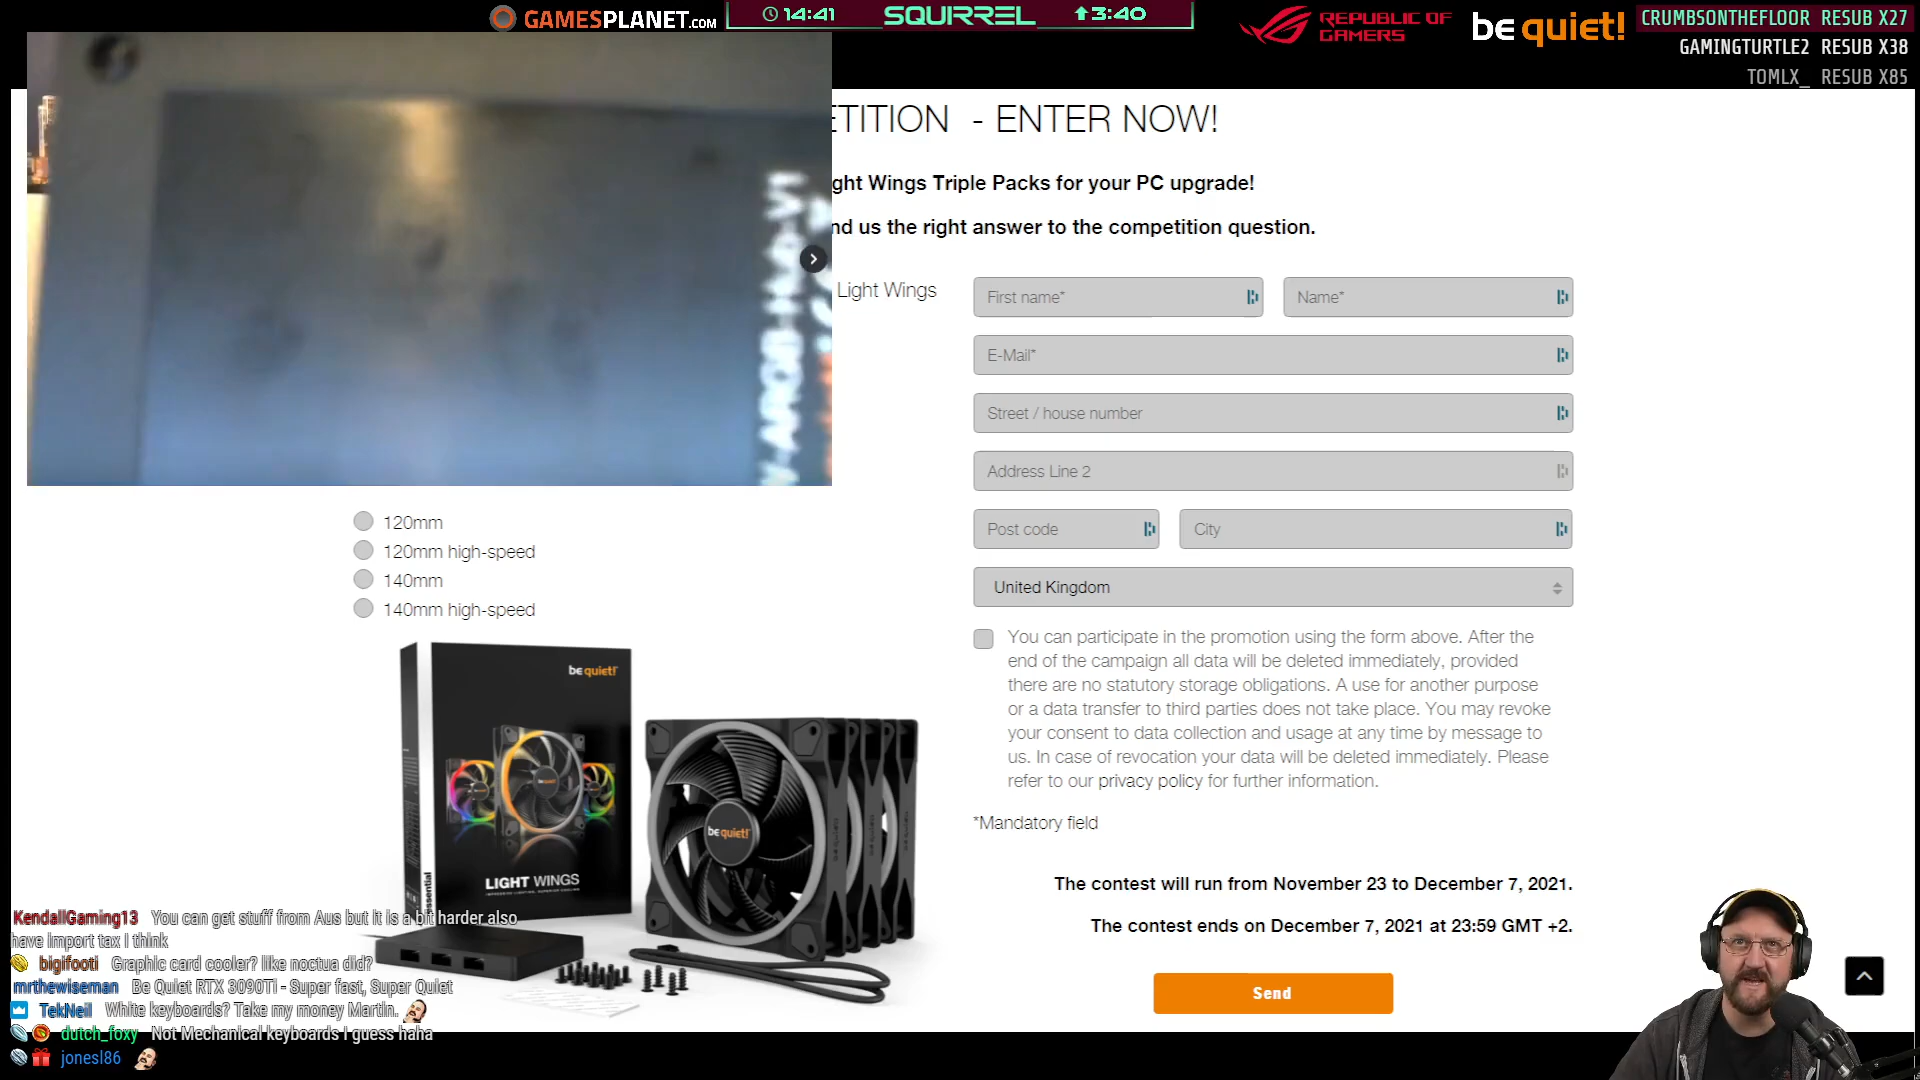 GAMESPLANET.COM
14:41
SQUIRREL
3:40
REPUBLIC OF
GAMERS
be quiet!
CRUMBSONTHEFLOOR RESUB X27
GAMINGTURTLE2 RESUB X38
TOMLX_ RESUB X85
ETITION - ENTER NOW!
ght Wings Triple Packs for your PC upgrade!
nd us the right answer to the competition question.
Light Wings
First name*
Name*
E-Mail*
Street / house number
Address Line 2
Post code
City
United Kingdom
120mm
120mm high-speed
140mm
140mm high-speed
You can participate in the promotion using the form above. After the
end of the campaign all data will be deleted immediately, provided
there are no statutory storage obligations. A use for another purpose
or a data transfer to third parties does not take place. You may revoke
your consent to data collection and usage at any time by message to
us. In case of revocation your data will be deleted immediately. Please
refer to our privacy policy for further information.
*Mandatory field
The contest will run from November 23 to December 7, 2021.
The contest ends on December 7, 2021 at 23:59 GMT +2.
Send
be quiet!
LIGHT WINGS
essential
be quiet!
KendallGaming13 You can get stuff from Aus but it is a bit harder also
have import tax I think
bigifooti Graphic card cooler? like noctua did?
mrthewiseman Be Quiet RTX 3090Ti - Super fast, Super Quiet
TekNeil White keyboards? Take my money Martin.
dutch_foxy Not Mechanical keyboards I guess haha
jonesl86